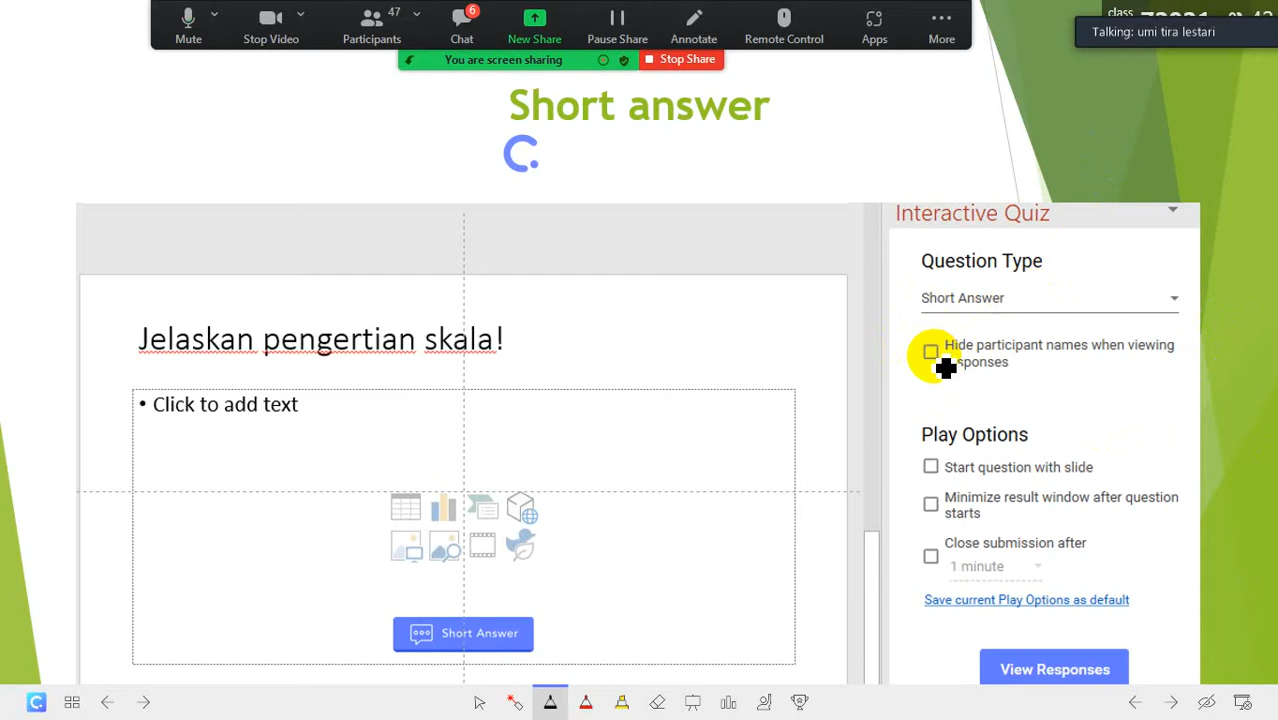 Mute
Stop Video
Participants
47
Chat
6
New Share
Pause Share
Annotate
Remote Control
Apps
More
class
Talking: umi tira lestari
You are screen sharing
Stop Share
Short answer
Interactive Quiz
Question Type
Short Answer
Hide participant names when viewing
sponses
Play Options
Start question with slide
Minimize result window after question
starts
Close submission after
1 minute
Save current Play Options as default
View Responses
Jelaskan pengertian skala!
• Click to add text
Short Answer